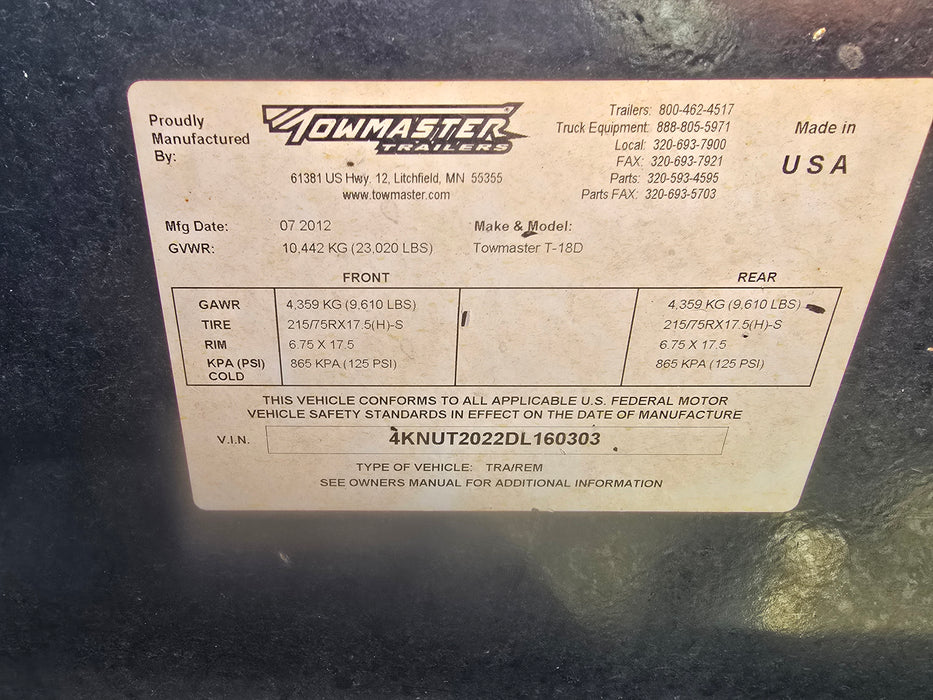 Proudly
Manufactured
By:
TOWMASTER
TRAILERS
61381 US Hwy. 12, Litchfield, MN 55355
www.towmaster.com
Trailers: 800-462-4517
Truck Equipment: 888-805-5971
Local: 320-693-7900
FAX: 320-693-7921
Parts: 320-593-4595
Parts FAX: 320-693-5703
Made in
USA
Mfg Date: 07 2012 Make & Model:
GVWR: 10,442 KG (23,020 LBS) Towmaster T-18D
FRONT REAR
GAWR 4,359 KG (9,610 LBS) 4,359 KG (9,610 LBS)
TIRE 215/75RX17.5(H)-S 215/75RX17.5(H)-S
RIM 6.75 X 17.5 6.75 X 17.5
KPA (PSI) 865 KPA (125 PSI) 865 KPA (125 PSI)
COLD
THIS VEHICLE CONFORMS TO ALL APPLICABLE U.S. FEDERAL MOTOR
VEHICLE SAFETY STANDARDS IN EFFECT ON THE DATE OF MANUFACTURE
V.I.N. 4KNUT2022DL160303
TYPE OF VEHICLE: TRA/REM
SEE OWNERS MANUAL FOR ADDITIONAL INFORMATION